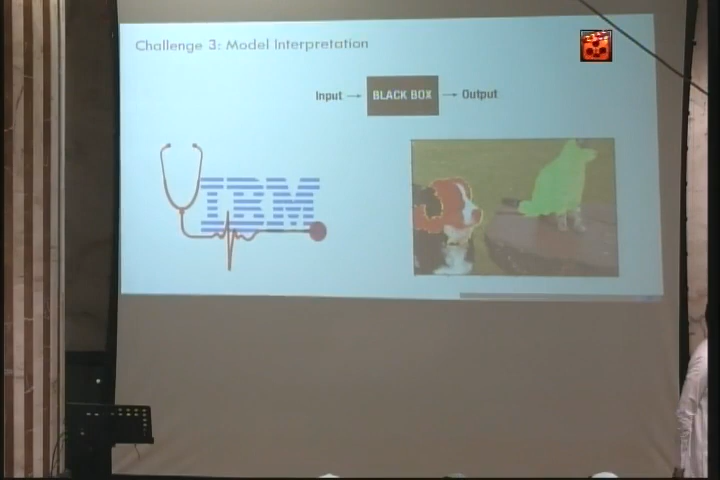 Challenge 3: Model Interpretation
Input → BLACK BOX → Output
IBM